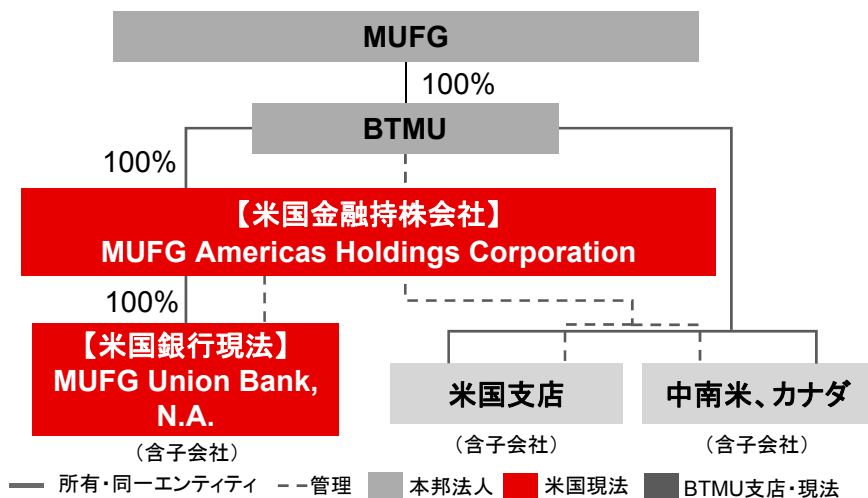 MUFG
100%
BTMU
100%
【米国金融持株会社】
MUFG Americas Holdings Corporation
100%
【米国銀行現法】
MUFG Union Bank,
N.A.
米国支店
中南米、カナダ
(含子会社)
(含子会社)
(含子会社)
所有・同一エンティティ
管理
本邦法人
米国現法
BTMU支店・現法